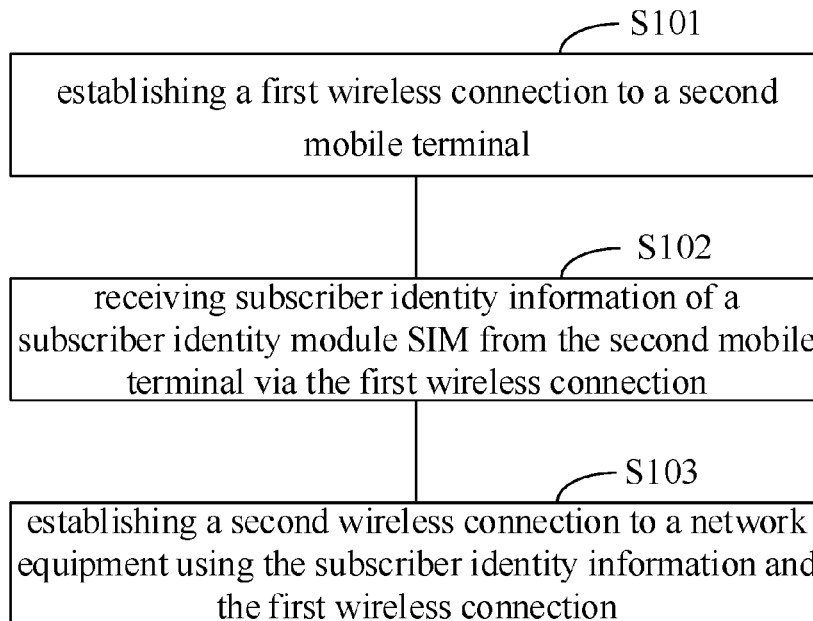 S101
establishing a first wireless connection to a second
mobile terminal
S102
receiving subscriber identity information of a
subscriber identity module SIM from the second mobile
terminal via the first wireless connection
S103
establishing a second wireless connection to a network
equipment using the subscriber identity information and
the first wireless connection